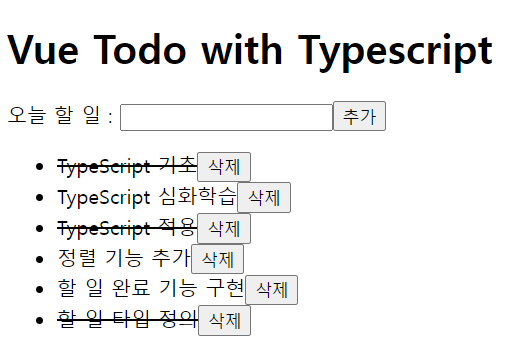 Vue Todo with Typescript
오늘 할 일 : 추가
TypeScript 기초 삭제
TypeScript 심화학습 삭제
TypeScript 적용 삭제
정렬 기능 추가 삭제
할 일 완료 기능 구현 삭제
할 일 타입 정의 삭제